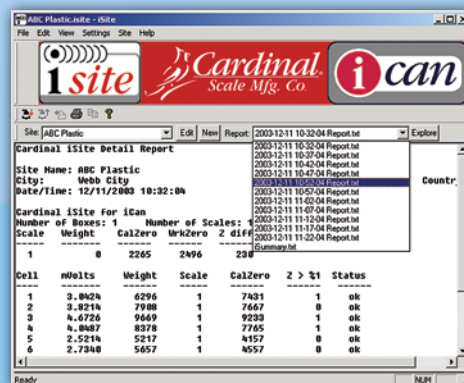 ABC Plastic.isite - iSite
File Edit View Settings Site Help
i site
Cardinal
Scale Mfg. Co.
i can
Site: ABC Plastic Edit New Report: 2003-12-11 10-32-04 Report.txt Explore
2003-12-11 10-32-04 Report.txt
2003-12-11 10-37-04 Report.txt
2003-12-11 10-42-04 Report.txt
2003-12-11 10-47-04 Report.txt
2003-12-11 10-52-04 Report.txt
2003-12-11 10-57-04 Report.txt
2003-12-11 11-02-04 Report.txt
2003-12-11 11-07-04 Report.txt
2003-12-11 11-12-04 Report.txt
2003-12-11 11-17-04 Report.txt
2003-12-11 11-22-04 Report.txt
iSummary.txt
Cardinal iSite Detail Report
Site Name: ABC Plastic
City: Webb City Countr
Date/Time: 12/11/2003 10:32:04
Cardinal iSite for iCan
Number of Boxes: 1 Number of Scales: 1
Scale Weight CalZero WrkZero Z diff
1 0 2265 2496 230
Cell mVolts Weight Scale CalZero Z > %1 Status
1 3.0424 6296 1 7431 1 ok
2 3.8214 7908 1 7667 0 ok
3 4.6726 9669 1 9233 1 ok
4 4.0487 8378 1 7765 1 ok
5 2.5214 5217 1 4157 0 ok
6 2.7340 5657 1 4557 0 ok
Ready NUM